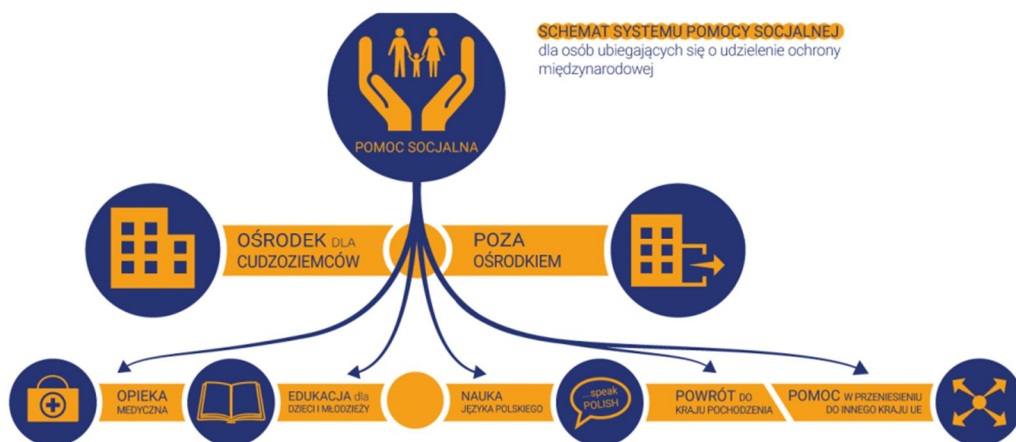 SCHEMAT SYSTEMU POMOCY SOCJALNEJ
dla osób ubiegających się o udzielenie ochrony
międzynarodowej
POMOC SOCJALNA
OŚRODEK DLA
CUDZOZIEMCÓW
POZA
OŚRODKIEM
OPIEKA
MEDYCZNA
EDUKACJA dla
DZIECI I MŁODZIEŻY
NAUKA
JĘZYKA POLSKIEGO
...speak
POLISH
POWRÓT DO
KRAJU POCHODZENIA
POMOC W PRZENIESIENIU
DO INNEGO KRAJU UE